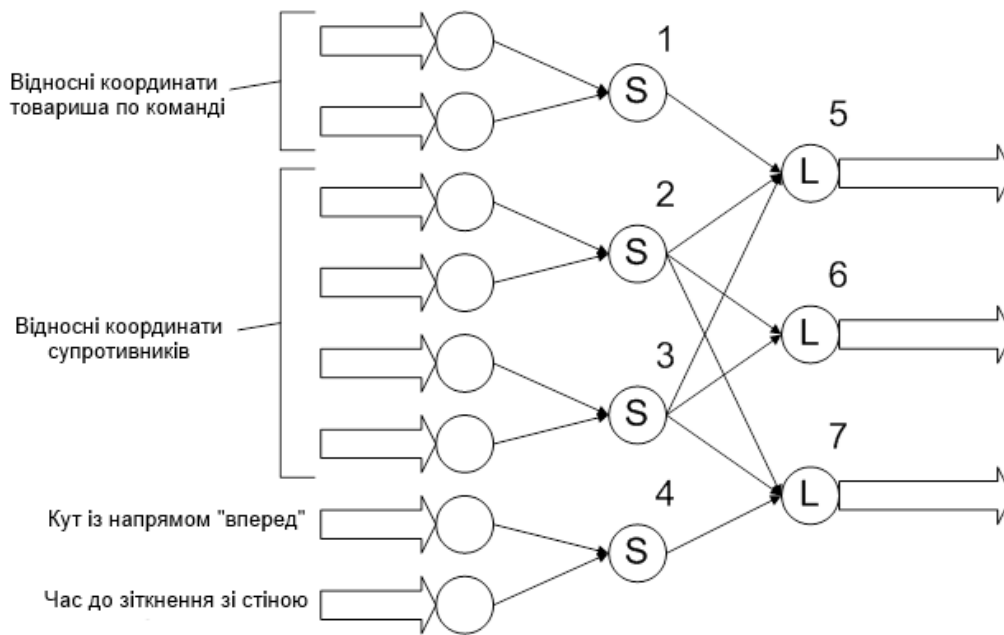 Відносні координати
товариша по команді
Відносні координати
супротивників
Кут із напрямом "вперед"
Час до зіткнення зі стіною
1
S
2
S
3
S
4
S
5
L
6
L
7
L